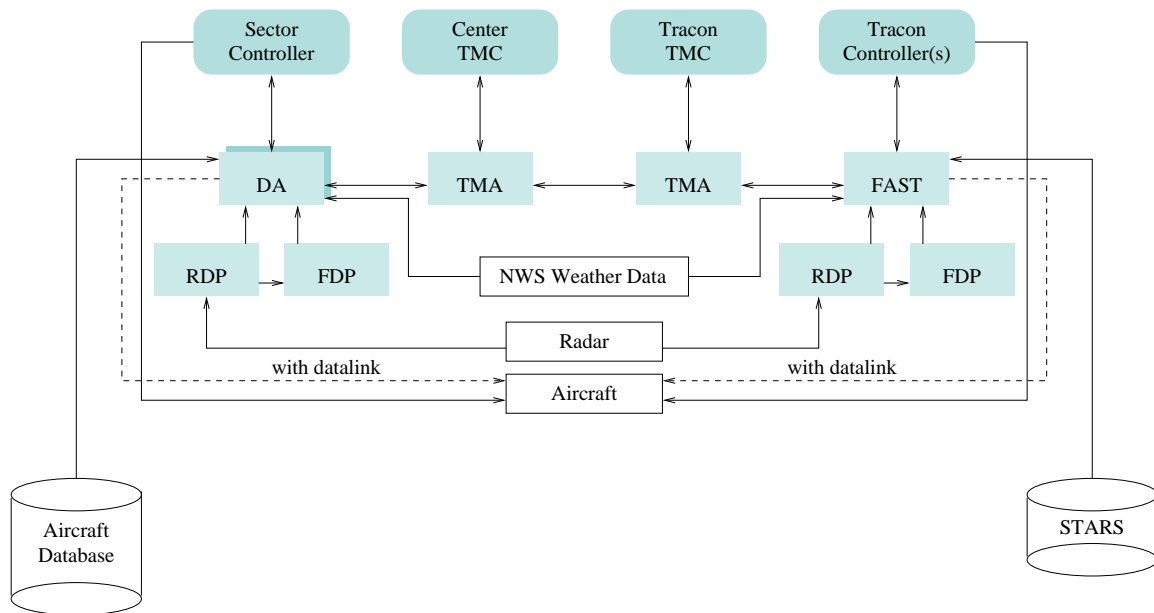 Sector
Controller
Center
TMC
Tracon
TMC
Tracon
Controller(s)
DA
TMA
TMA
FAST
RDP
FDP
NWS Weather Data
RDP
FDP
Radar
with datalink
with datalink
Aircraft
Aircraft
Database
STARS